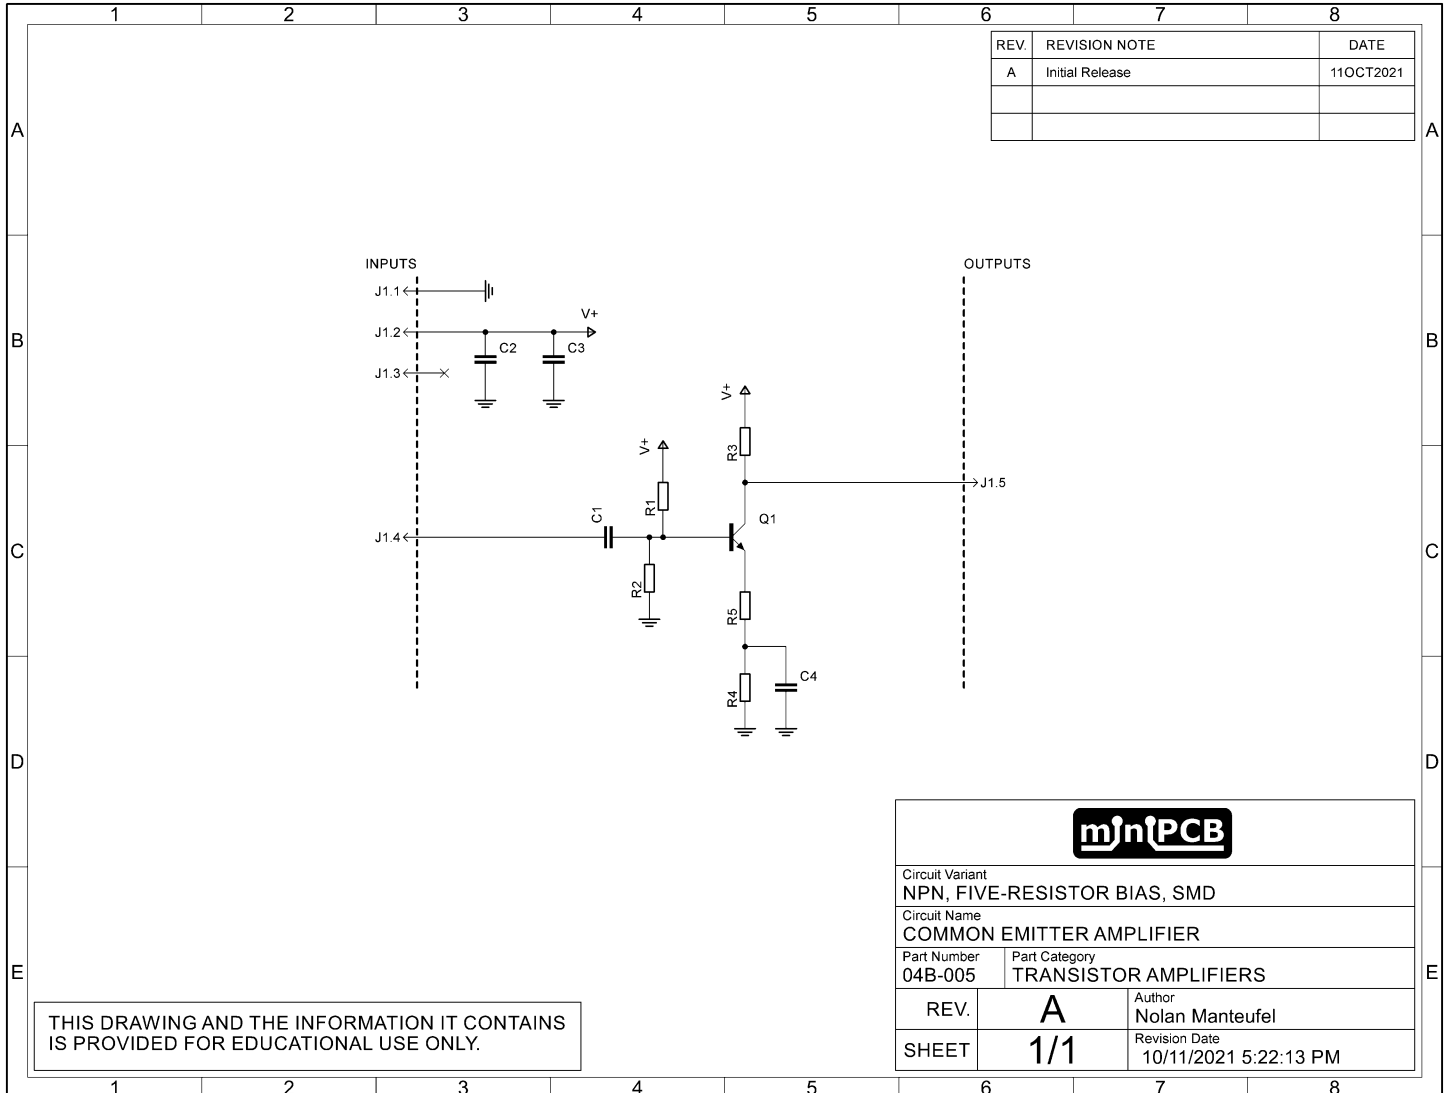 1 2 3 4 5 6 7 8
REV. REVISION NOTE DATE
A Initial Release 11OCT2021
A A
INPUTS OUTPUTS
J1.1
V+
J1.2
C2 C3
B B
J1.3
V+
R3
V+
J1.5
R1
C1
Q1
J1.4
C C
R2
R5
C4
R4
D D
miniPCB
Circuit Variant
NPN, FIVE-RESISTOR BIAS, SMD
Circuit Name
COMMON EMITTER AMPLIFIER
Part Number Part Category
04B-005 TRANSISTOR AMPLIFIERS
E E
REV. A
Author
Nolan Manteufel
SHEET 1/1
Revision Date
10/11/2021 5:22:13 PM
THIS DRAWING AND THE INFORMATION IT CONTAINS
IS PROVIDED FOR EDUCATIONAL USE ONLY.
1 2 3 4 5 6 7 8